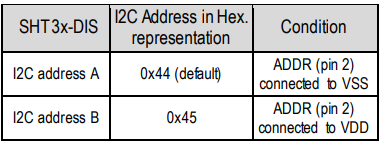 SHT3x-DIS
I2C Address in Hex.
representation
Condition
I2C address A
0x44 (default)
ADDR (pin 2)
connected to VSS
I2C address B
0x45
ADDR (pin 2)
connected to VDD